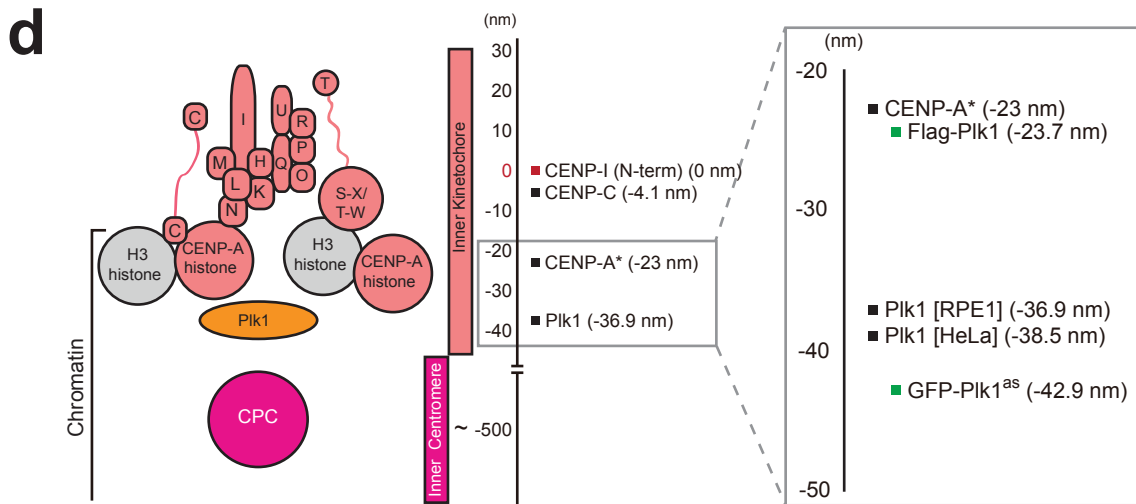 d
(nm)
30
20
10
0
-10
-20
-30
-40
~ -500
T
C
I
U
R
M
H
Q
P
L
K
O
N
S-X/
T-W
C
H3
histone
CENP-A
histone
H3
histone
CENP-A
histone
Plk1
CPC
Chromatin
Inner Kinetochore
Inner Centromere
CENP-I (N-term) (0 nm)
CENP-C (-4.1 nm)
CENP-A* (-23 nm)
Plk1 (-36.9 nm)
(nm)
-20
-30
-40
-50
CENP-A* (-23 nm)
Flag-Plk1 (-23.7 nm)
Plk1 [RPE1] (-36.9 nm)
Plk1 [HeLa] (-38.5 nm)
GFP-Plk1as (-42.9 nm)